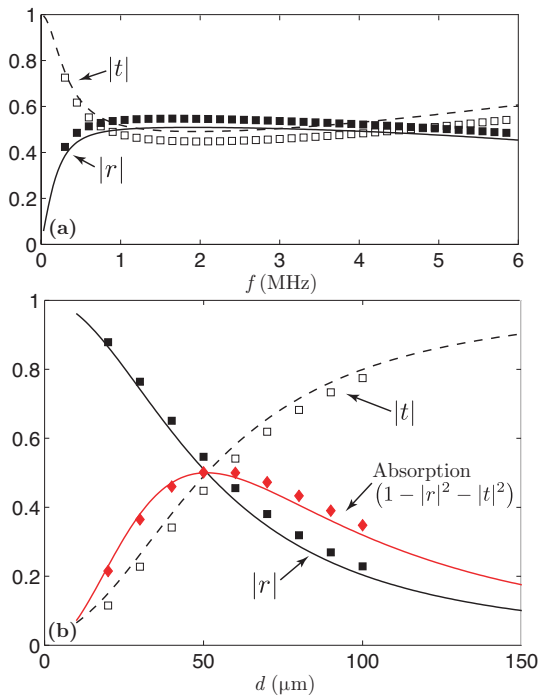 1
0.8
0.6
0.4
0.2
0
|t|
|r|
(a)
0 1 2 3 4 5 6
f (MHz)
1
0.8
0.6
0.4
0.2
0
|t|
Absorption
(1−|r|²−|t|²)
|r|
(b)
0 50 100 150
d (μm)